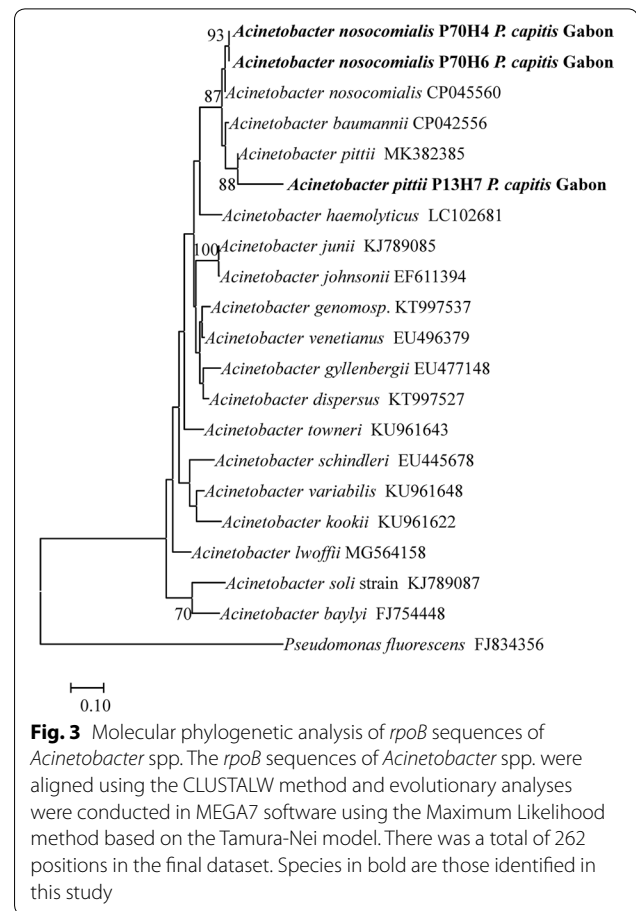 93 Acinetobacter nosocomialis P70H4 P. capitis Gabon
Acinetobacter nosocomialis P70H6 P. capitis Gabon
87 Acinetobacter nosocomialis CP045560
Acinetobacter baumannii CP042556
Acinetobacter pittii MK382385
88 Acinetobacter pittii P13H7 P. capitis Gabon
Acinetobacter haemolyticus LC102681
100 Acinetobacter junii KJ789085
Acinetobacter johnsonii EF611394
Acinetobacter genomosp. KT997537
Acinetobacter venetianus EU496379
Acinetobacter gyllenbergii EU477148
Acinetobacter dispersus KT997527
Acinetobacter towneri KU961643
Acinetobacter schindleri EU445678
Acinetobacter variabilis KU961648
Acinetobacter kookii KU961622
Acinetobacter lwoffii MG564158
Acinetobacter soli strain KJ789087
70 Acinetobacter baylyi FJ754448
Pseudomonas fluorescens FJ834356
0.10
Fig. 3 Molecular phylogenetic analysis of rpoB sequences of
Acinetobacter spp. The rpoB sequences of Acinetobacter spp. were
aligned using the CLUSTALW method and evolutionary analyses
were conducted in MEGA7 software using the Maximum Likelihood
method based on the Tamura-Nei model. There was a total of 262
positions in the final dataset. Species in bold are those identified in
this study